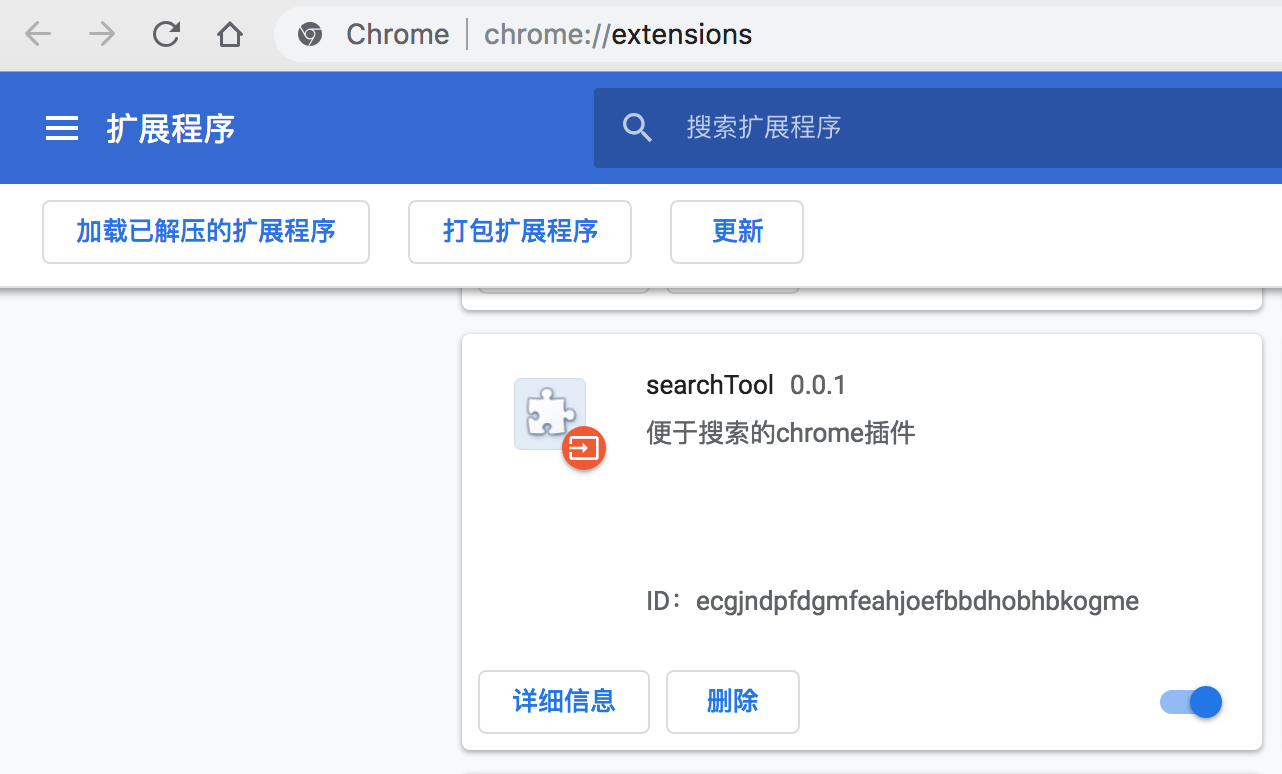 Chrome | chrome://extensions
扩展程序 搜索扩展程序
加载已解压的扩展程序 打包扩展程序 更新
searchTool 0.0.1
便于搜索的chrome插件
ID：ecgjndpfdgmfeahjoefbbdhobhbkogme
详细信息 删除